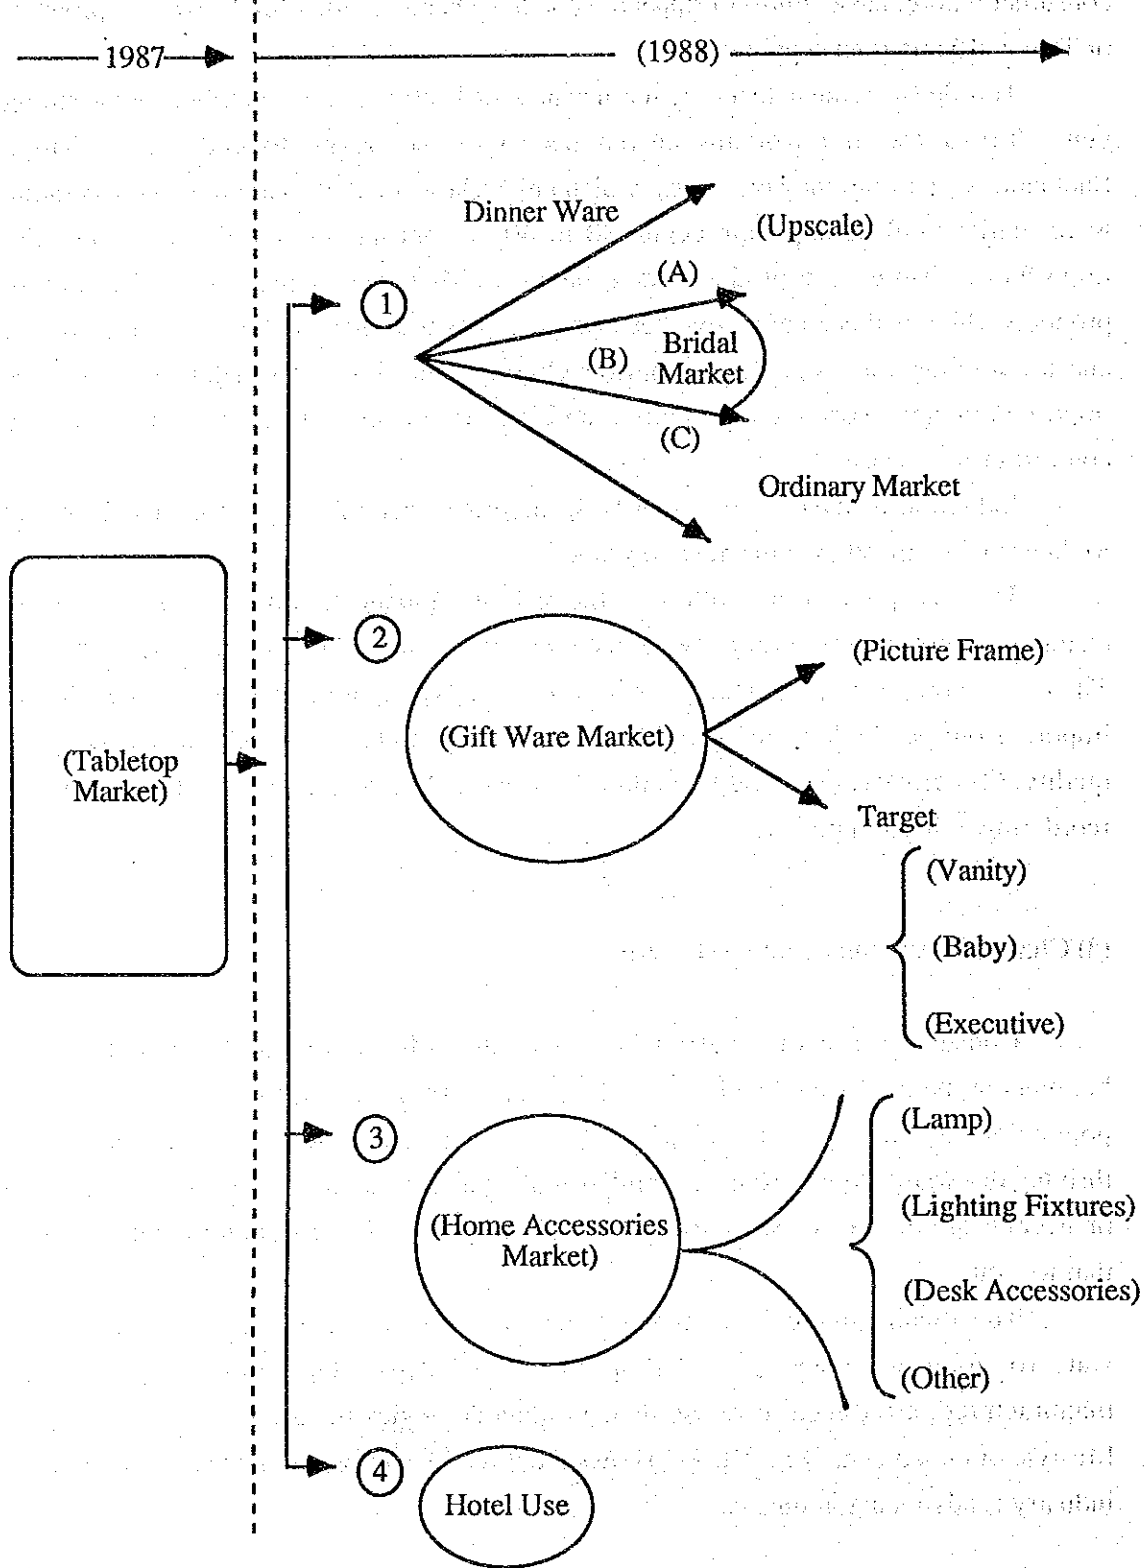 1987
(1988)
Dinner Ware
(Upscale)
(A)
1
Bridal
(B)
Market
(C)
Ordinary Market
2
(Picture Frame)
(Gift Ware Market)
(Tabletop
Market)
Target
(Vanity)
(Baby)
(Executive)
3
(Lamp)
(Home Accessories
Market)
(Lighting Fixtures)
(Desk Accessories)
(Other)
4
Hotel Use